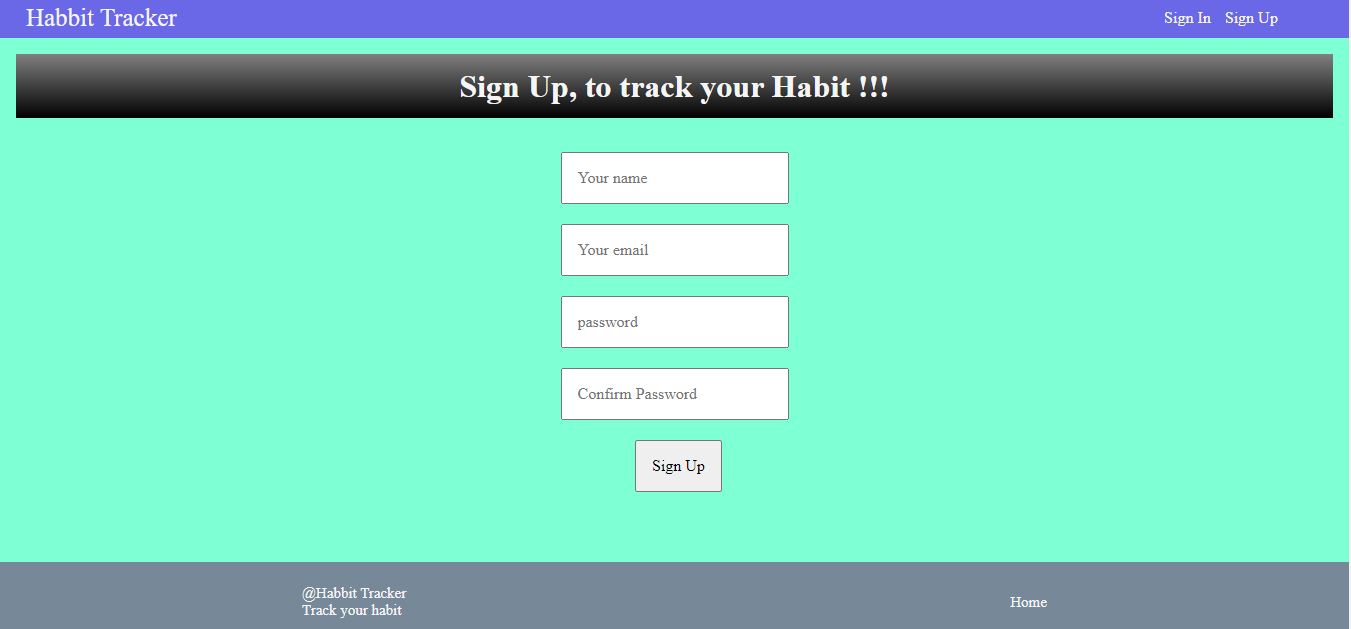 Habbit Tracker
Sign In Sign Up
Sign Up, to track your Habit !!!
Your name
Your email
password
Confirm Password
Sign Up
@Habbit Tracker
Track your habit
Home